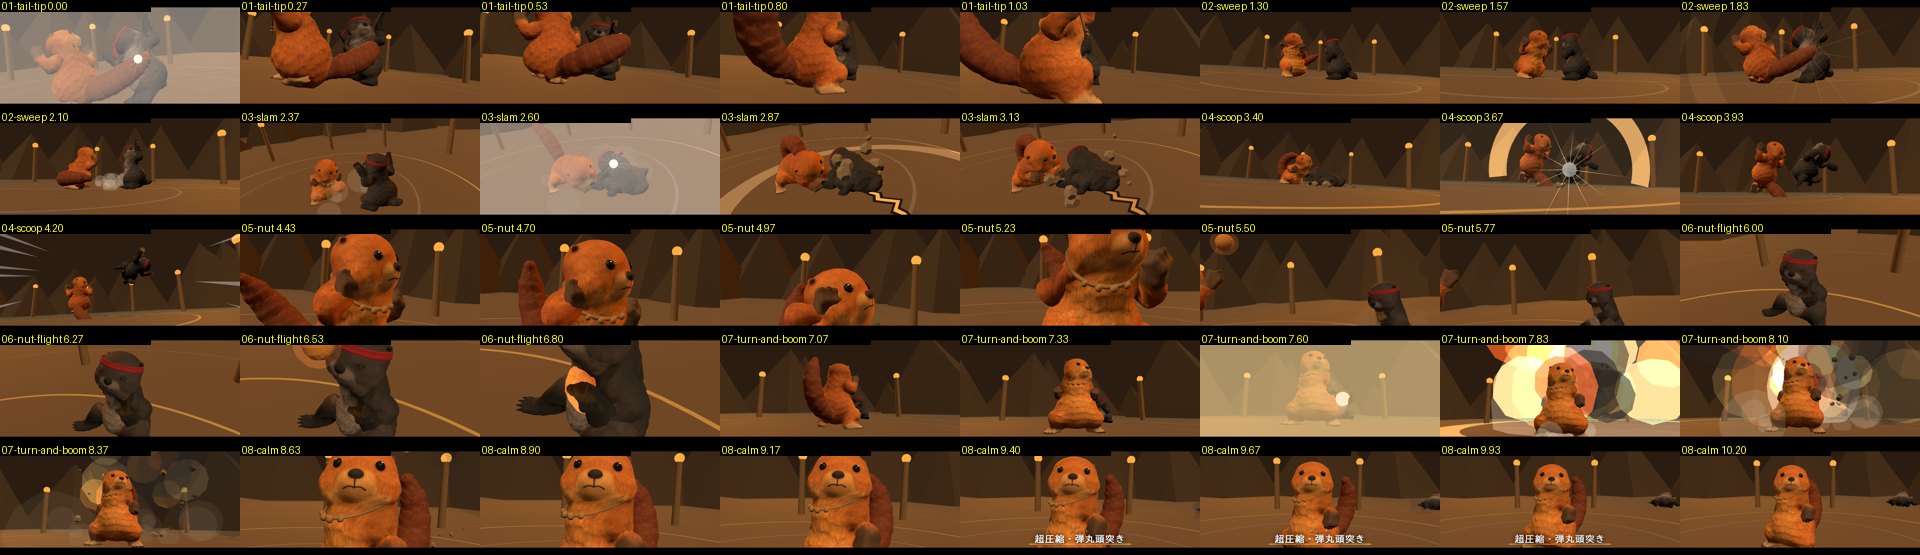 01-tail-tip 0.00
01-tail-tip 0.27
01-tail-tip 0.53
01-tail-tip 0.80
01-tail-tip 1.03
02-sweep 1.30
02-sweep 1.57
02-sweep 1.83
02-sweep 2.10
03-slam 2.37
03-slam 2.60
03-slam 2.87
03-slam 3.13
04-scoop 3.40
04-scoop 3.67
04-scoop 3.93
04-scoop 4.20
05-nut 4.43
05-nut 4.70
05-nut 4.97
05-nut 5.23
05-nut 5.50
05-nut 5.77
06-nut-flight 6.00
06-nut-flight 6.27
06-nut-flight 6.53
06-nut-flight 6.80
07-turn-and-boom 7.07
07-turn-and-boom 7.33
07-turn-and-boom 7.60
07-turn-and-boom 7.83
07-turn-and-boom 8.10
07-turn-and-boom 8.37
08-calm 8.63
08-calm 8.90
08-calm 9.17
08-calm 9.40
08-calm 9.67
08-calm 9.93
08-calm 10.20
超圧縮・弾丸頭突き
超圧縮・弾丸頭突き
超圧縮・弾丸頭突き